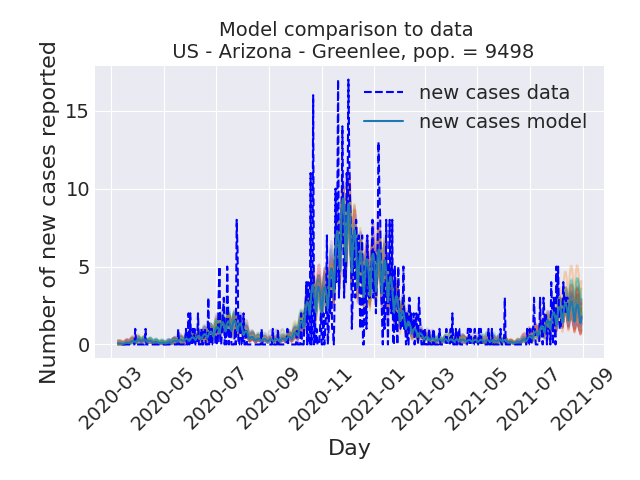 Model comparison to data
US - Arizona - Greenlee, pop. = 9498
new cases data
new cases model
Number of new cases reported
15
10
5
0
2020-03
2020-05
2020-07
2020-09
2020-11
2021-01
2021-03
2021-05
2021-07
2021-09
Day